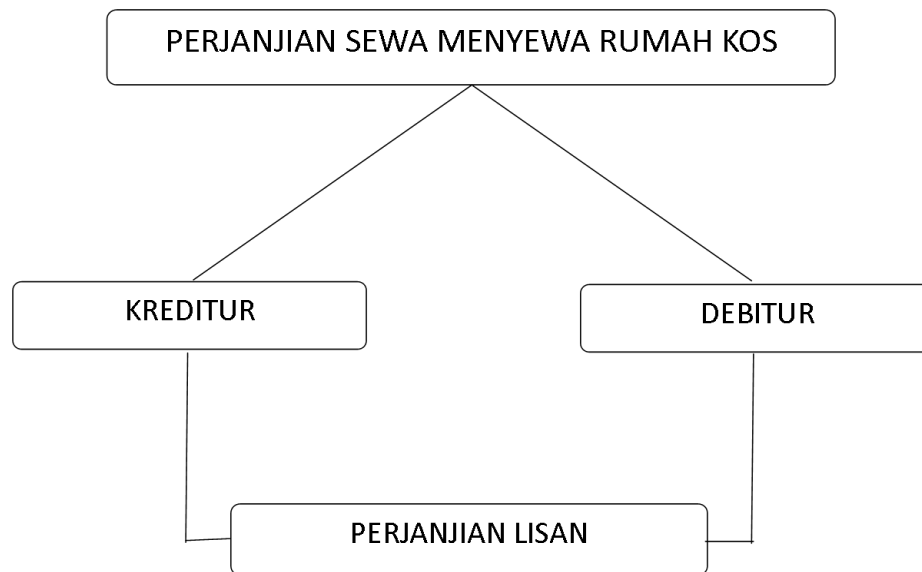 PERJANJIAN SEWA MENYEWA RUMAH KOS
KREDITUR
DEBITUR
PERJANJIAN LISAN